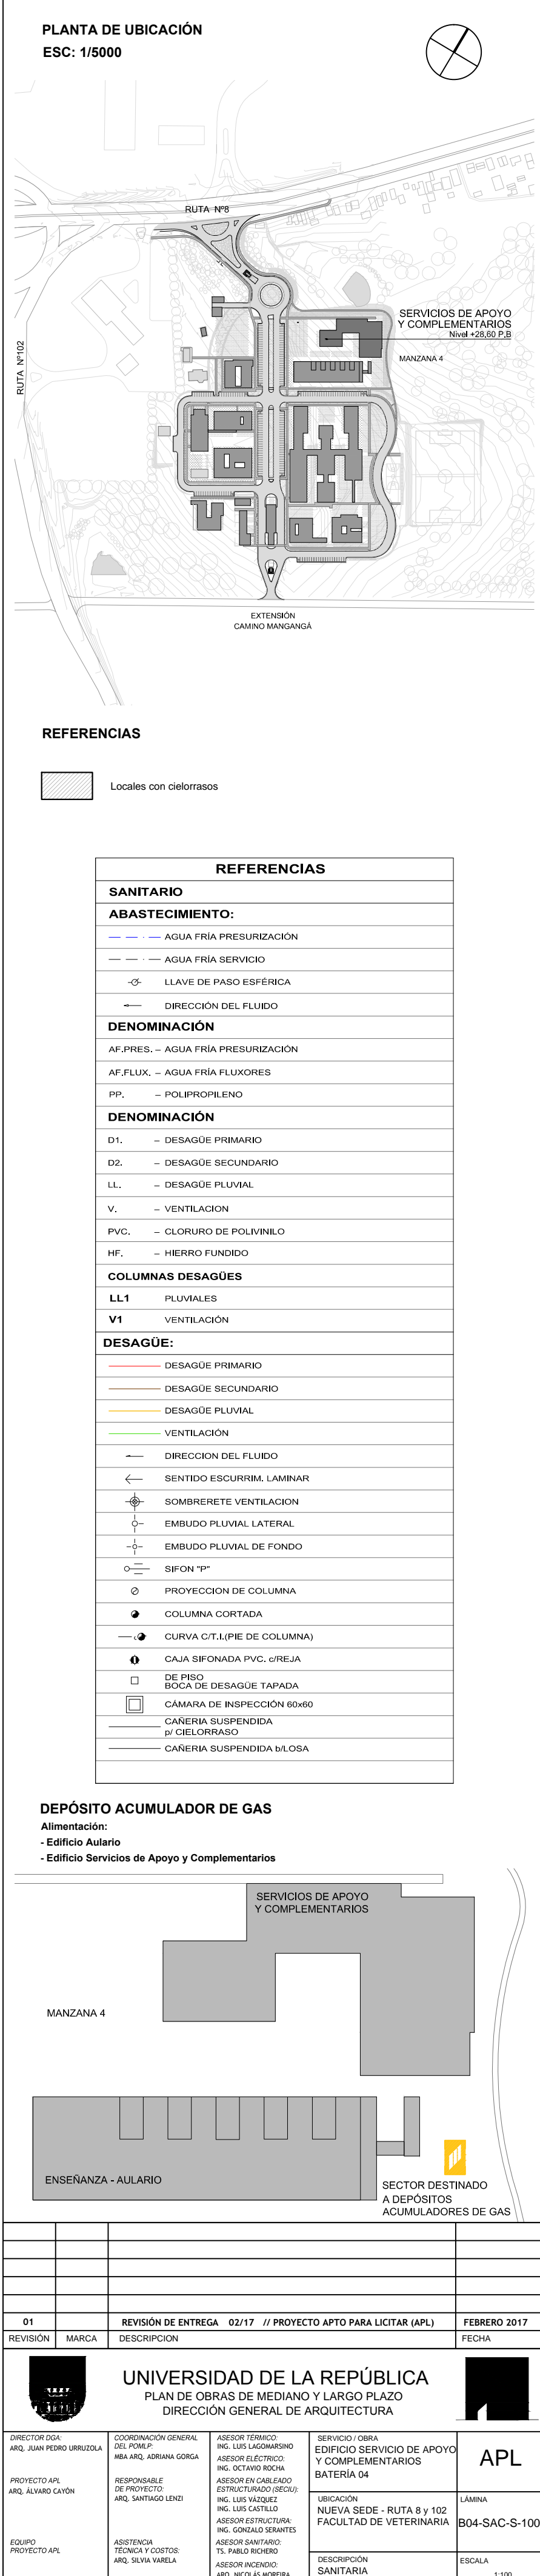 PLANTA DE UBICACIÓN
ESC: 1/5000
RUTA Nº8
SERVICIOS DE APOYO
Y COMPLEMENTARIOS
Nivel +28,60 P,B
MANZANA 4
RUTA Nº102
EXTENSIÓN
CAMINO MANGANGÁ
REFERENCIAS
Locales con cielorrasos
REFERENCIAS
SANITARIO
ABASTECIMIENTO:
AGUA FRÍA PRESURIZACIÓN
AGUA FRÍA SERVICIO
LLAVE DE PASO ESFÉRICA
DIRECCIÓN DEL FLUIDO
DENOMINACIÓN
AF.PRES. – AGUA FRÍA PRESURIZACIÓN
AF.FLUX. – AGUA FRÍA FLUXORES
PP. – POLIPROPILENO
DENOMINACIÓN
D1. – DESAGÜE PRIMARIO
D2. – DESAGÜE SECUNDARIO
LL. – DESAGÜE PLUVIAL
V. – VENTILACION
PVC. – CLORURO DE POLIVINILO
HF. – HIERRO FUNDIDO
COLUMNAS DESAGÜES
LL1 PLUVIALES
V1 VENTILACIÓN
DESAGÜE:
DESAGÜE PRIMARIO
DESAGÜE SECUNDARIO
DESAGÜE PLUVIAL
VENTILACIÓN
DIRECCION DEL FLUIDO
SENTIDO ESCURRIM. LAMINAR
SOMBRERETE VENTILACION
EMBUDO PLUVIAL LATERAL
EMBUDO PLUVIAL DE FONDO
SIFON "P"
PROYECCION DE COLUMNA
COLUMNA CORTADA
CURVA C/T.I.(PIE DE COLUMNA)
CAJA SIFONADA PVC. c/REJA
DE PISO
BOCA DE DESAGÜE TAPADA
CÁMARA DE INSPECCIÓN 60x60
CAÑERIA SUSPENDIDA
p/ CIELORRASO
CAÑERIA SUSPENDIDA b/LOSA
DEPÓSITO ACUMULADOR DE GAS
Alimentación:
- Edificio Aulario
- Edificio Servicios de Apoyo y Complementarios
SERVICIOS DE APOYO
Y COMPLEMENTARIOS
MANZANA 4
ENSEÑANZA - AULARIO
SECTOR DESTINADO
A DEPÓSITOS
ACUMULADORES DE GAS
01 REVISIÓN DE ENTREGA 02/17 // PROYECTO APTO PARA LICITAR (APL) FEBRERO 2017
REVISIÓN MARCA DESCRIPCION FECHA
UNIVERSIDAD DE LA REPÚBLICA
PLAN DE OBRAS DE MEDIANO Y LARGO PLAZO
DIRECCIÓN GENERAL DE ARQUITECTURA
DIRECTOR DGA:
ARQ. JUAN PEDRO URRUZOLA
PROYECTO APL
ARQ. ÁLVARO CAYÓN
EQUIPO
PROYECTO APL
COORDINACIÓN GENERAL
DEL POMLP:
MBA ARQ. ADRIANA GORGA
RESPONSABLE
DE PROYECTO:
ARQ. SANTIAGO LENZI
ASISTENCIA
TÉCNICA Y COSTOS:
ARQ. SILVIA VARELA
ASESOR TÉRMICO:
ING. LUIS LAGOMARSINO
ASESOR ELÉCTRICO:
ING. OCTAVIO ROCHA
ASESOR EN CABLEADO
ESTRUCTURADO (SECIU):
ING. LUIS VÁZQUEZ
ING. LUIS CASTILLO
ASESOR ESTRUCTURA:
ING. GONZALO SERANTES
ASESOR SANITARIO:
TS. PABLO RICHERO
ASESOR INCENDIO:
ARQ. NICOLÁS MOREIRA
SERVICIO / OBRA
EDIFICIO SERVICIO DE APOYO
Y COMPLEMENTARIOS
BATERÍA 04
UBICACIÓN
NUEVA SEDE - RUTA 8 y 102
FACULTAD DE VETERINARIA
DESCRIPCIÓN
SANITARIA
APL
LÁMINA
B04-SAC-S-100
ESCALA
1:100